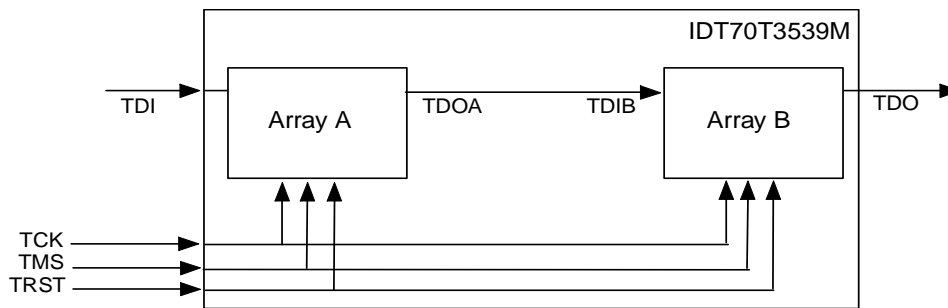 IDT70T3539M
Array A
Array B
TDI
TDOA
TDIB
TDO
TCK
TMS
TRST